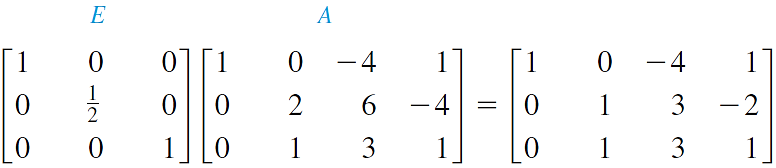 E A
1 0 0 1 0 −4 1 1 0 −4 1
0 1/2 0 0 2 6 −4 = 0 1 3 −2
0 0 1 0 1 3 1 0 1 3 1